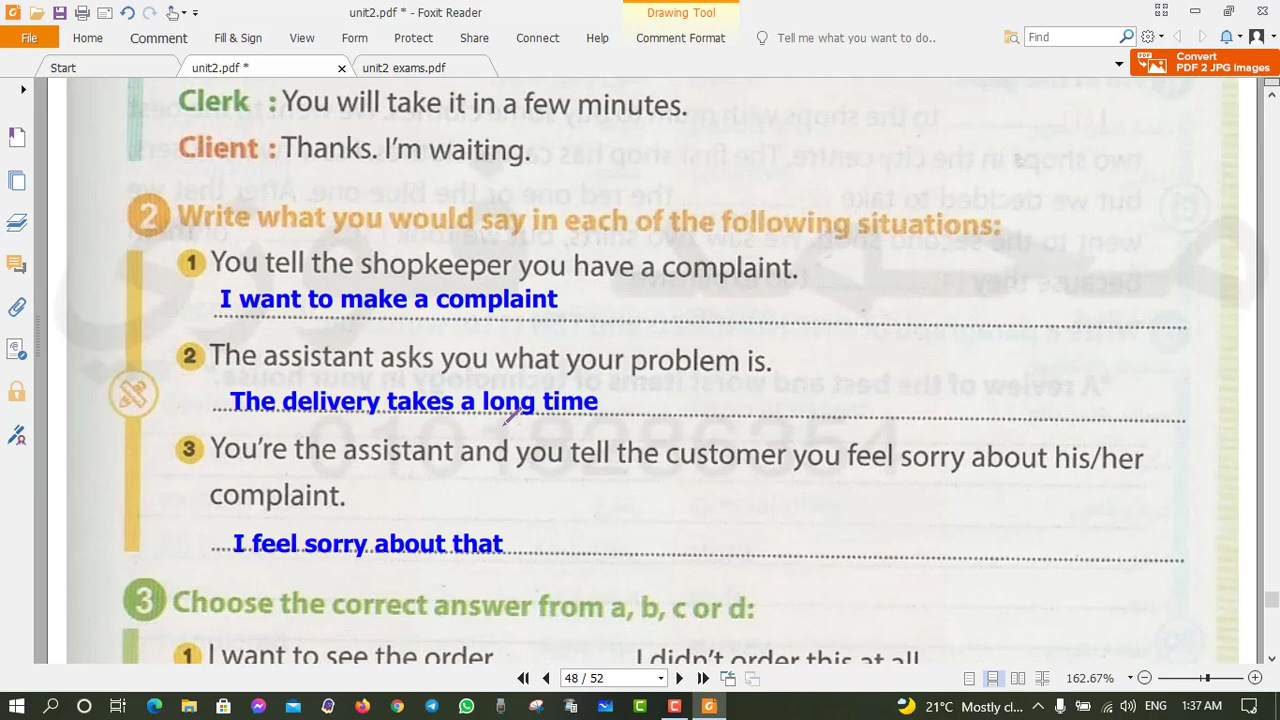 unit2.pdf * - Foxit Reader
Drawing Tool
File
Home
Comment
Fill & Sign
View
Form
Protect
Share
Connect
Help
Comment Format
Tell me what you want to do..
Find
Start
unit2.pdf *
unit2 exams.pdf
Convert
PDF 2 JPG Images
Clerk : You will take it in a few minutes.
Client : Thanks. I'm waiting.
2 Write what you would say in each of the following situations:
1 You tell the shopkeeper you have a complaint.
I want to make a complaint
2 The assistant asks you what your problem is.
The delivery takes a long time
3 You're the assistant and you tell the customer you feel sorry about his/her
complaint.
I feel sorry about that
3 Choose the correct answer from a, b, c or d:
1 I want to see the order
I didn't order this at all
48 / 52
162.67%
21°C Mostly cl...
ENG
1:37 AM